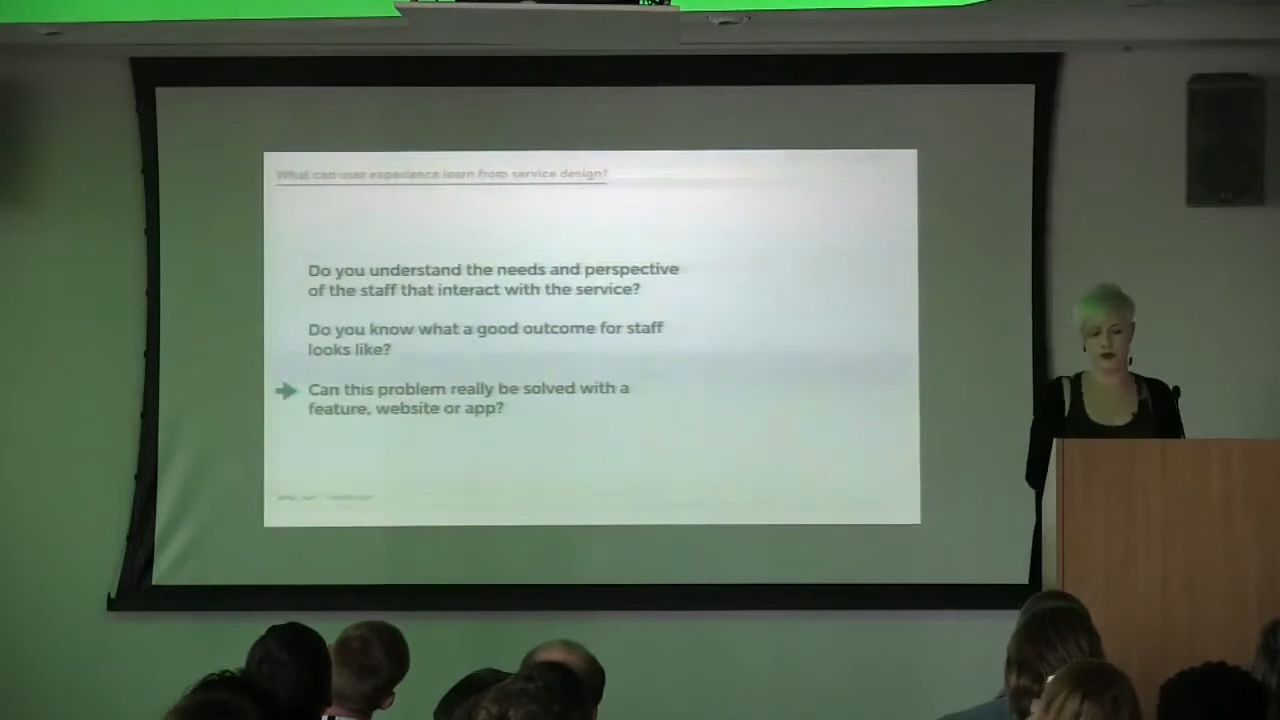 What can user experience learn from service design?
Do you understand the needs and perspective
of the staff that interact with the service?
Do you know what a good outcome for staff
looks like?
Can this problem really be solved with a
feature, website or app?